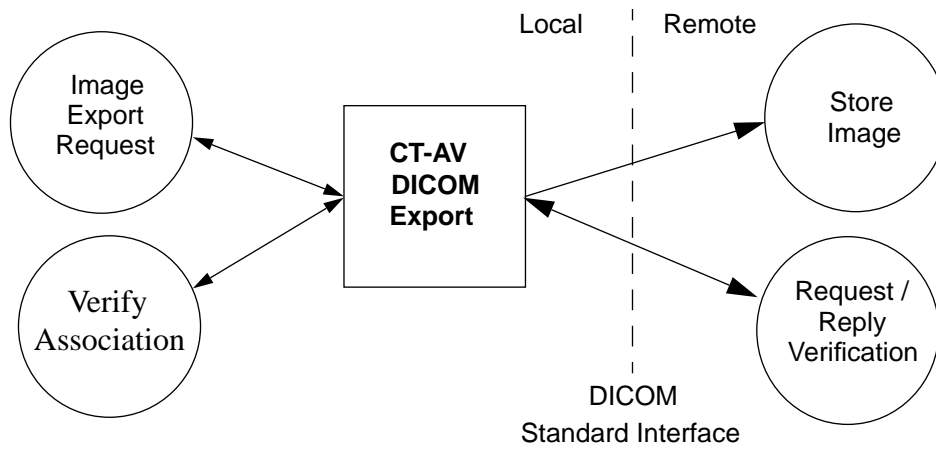 Local
Remote
Image
Export
Request
CT-AV
DICOM
Export
Store
Image
Verify
Association
Request /
Reply
Verification
DICOM
Standard Interface